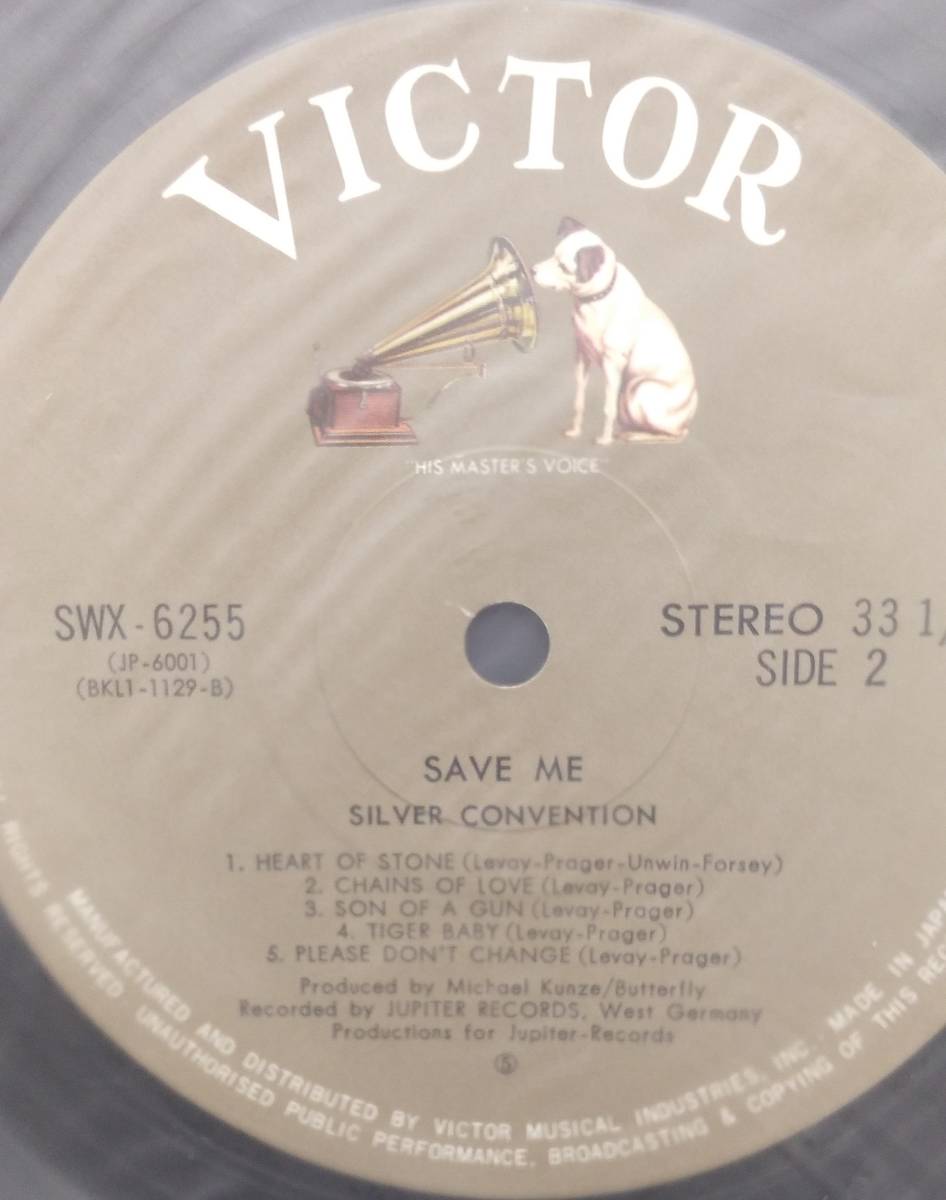 VICTOR
"HIS MASTER'S VOICE"
SWX-6255
(JP-6001)
(BKL1-1129-B)
STEREO 33 1/
SIDE 2
SAVE ME
SILVER CONVENTION
1. HEART OF STONE (Levay-Prager-Unwin-Forsey)
2. CHAINS OF LOVE (Levay-Prager)
3. SON OF A GUN (Levay-Prager)
4. TIGER BABY (Levay-Prager)
5. PLEASE DON'T CHANGE (Levay-Prager)
Produced by Michael Kunze/Butterfly
Recorded by JUPITER RECORDS, West Germany
Productions for Jupiter-Records
Ⓢ
MANUFACTURED AND DISTRIBUTED BY VICTOR MUSICAL INDUSTRIES, INC. MADE IN JAPA
RIGHTS RESERVED UNAUTHORISED PUBLIC PERFORMANCE, BROADCASTING & COPYING OF THIS REC